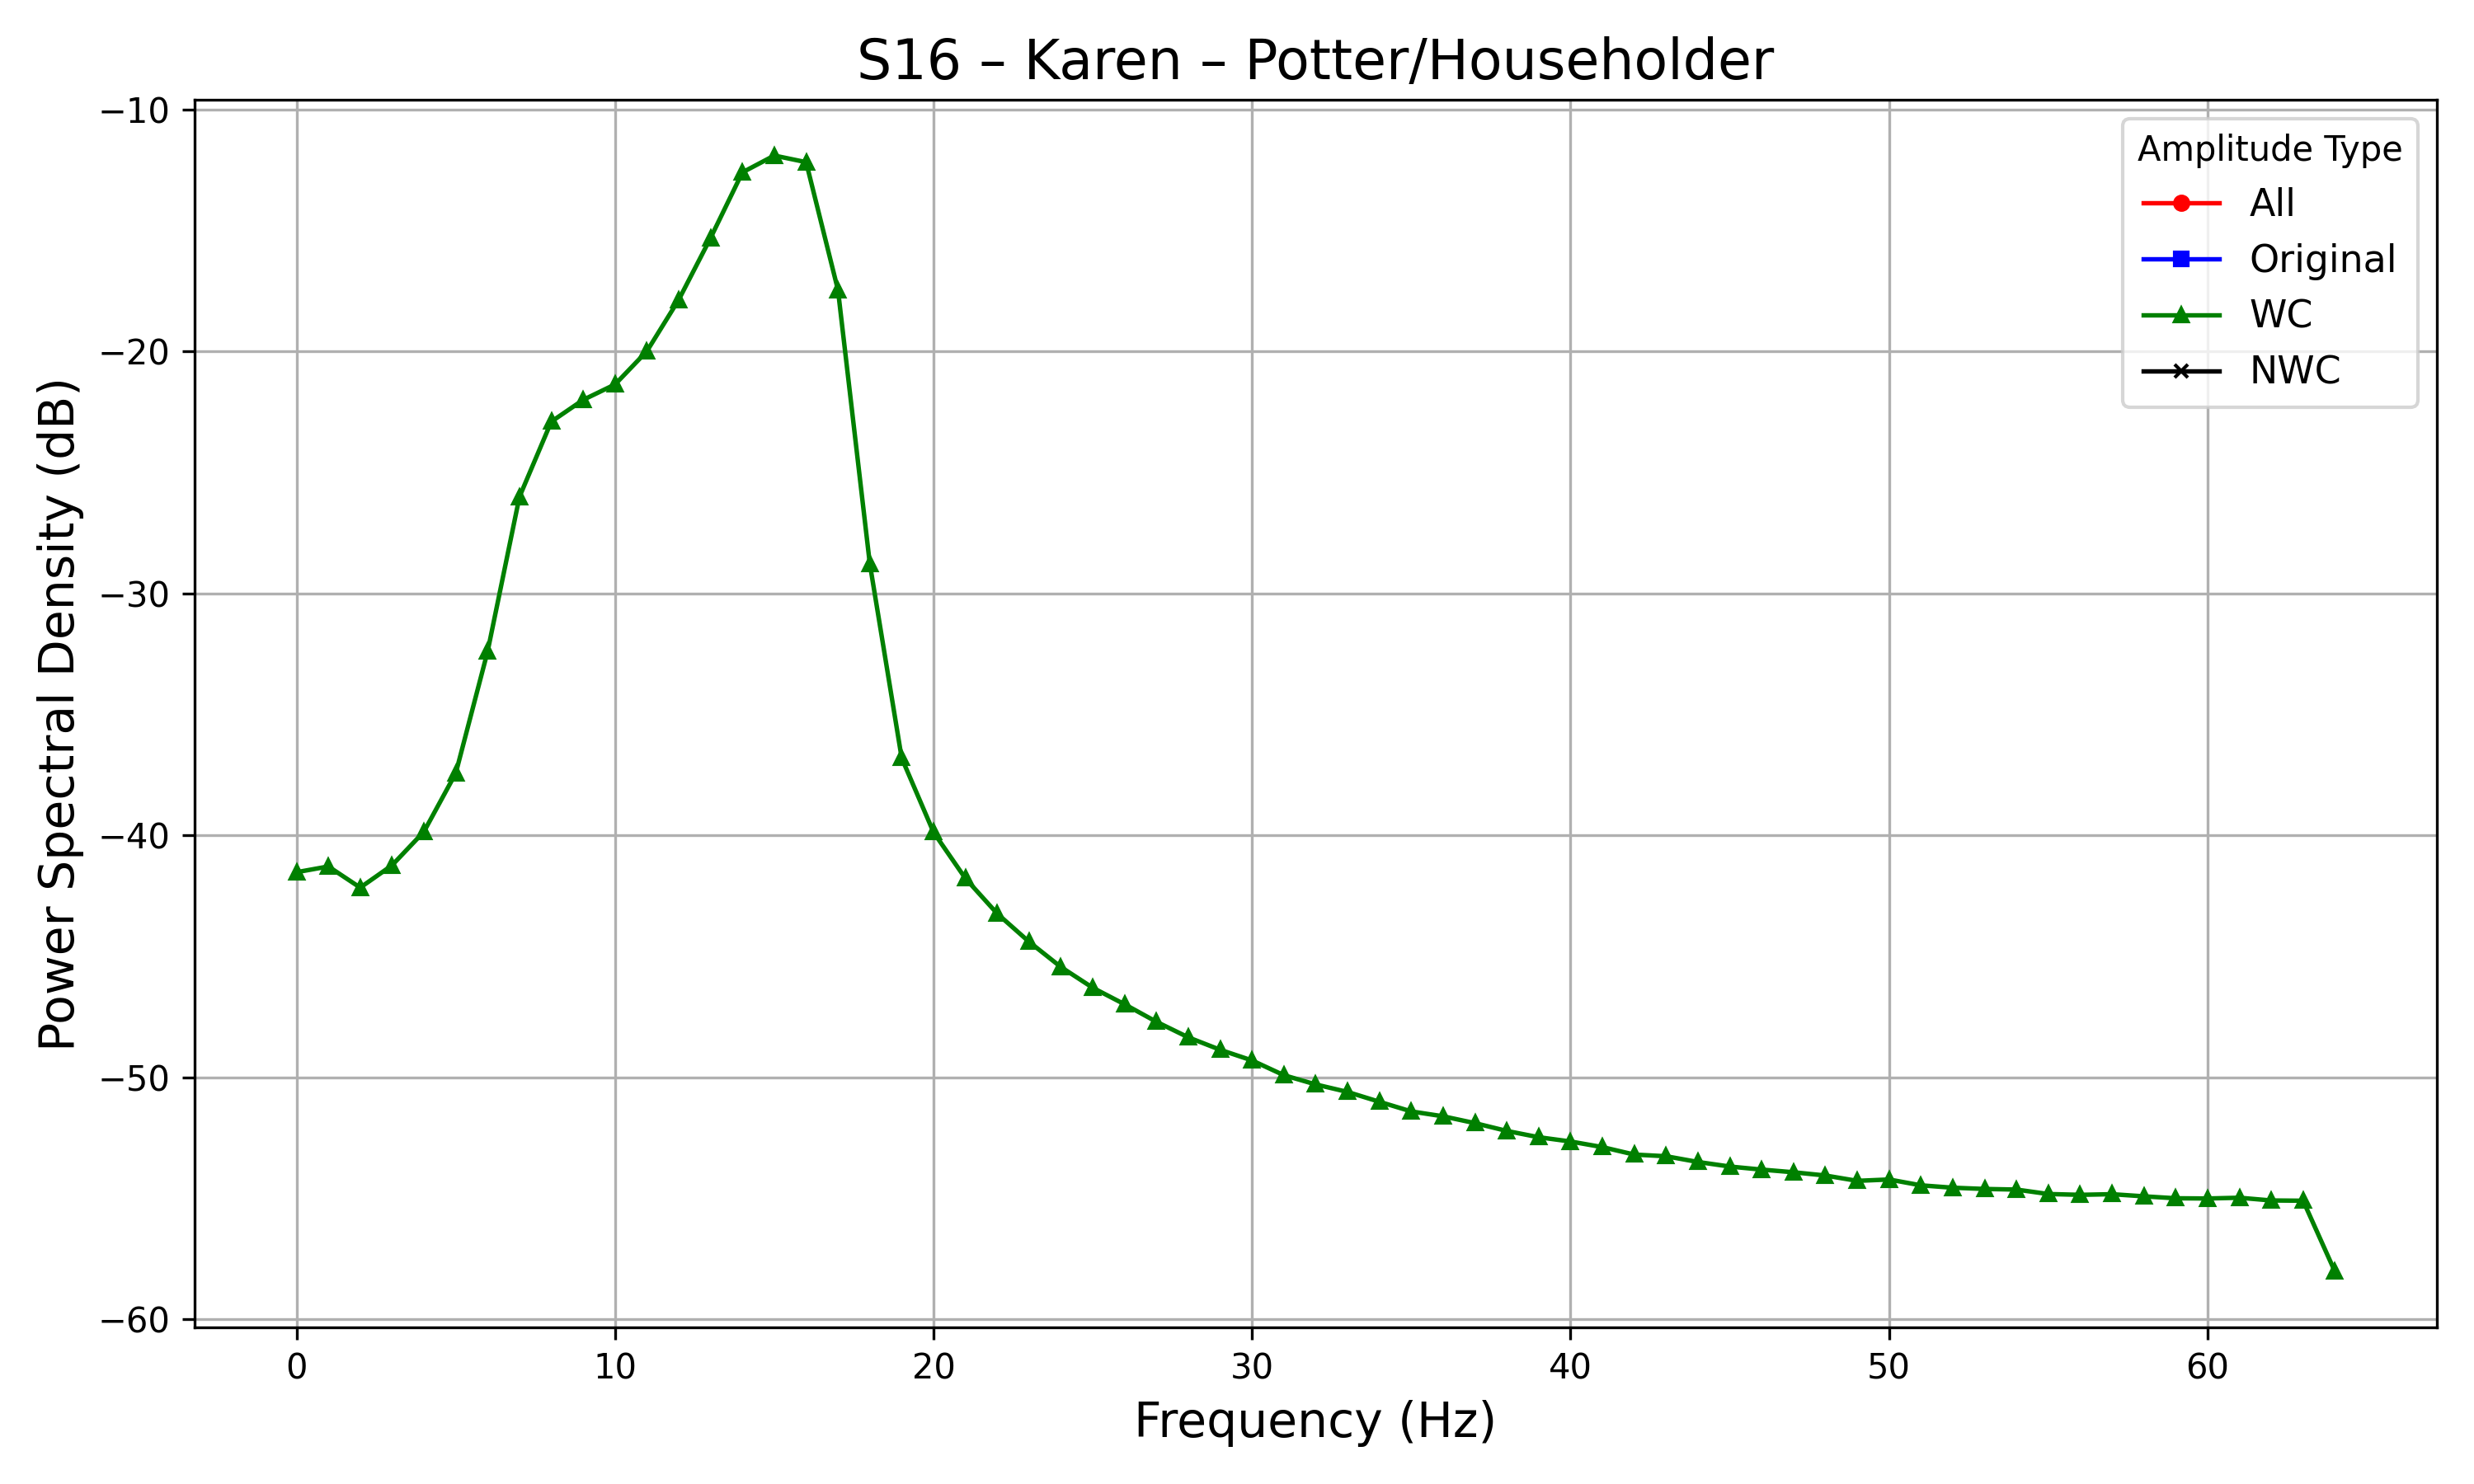 S16 – Karen – Potter/Householder
Power Spectral Density (dB)
−10
−20
−30
−40
−50
−60
Amplitude Type
All
Original
WC
NWC
0 10 20 30 40 50 60
Frequency (Hz)